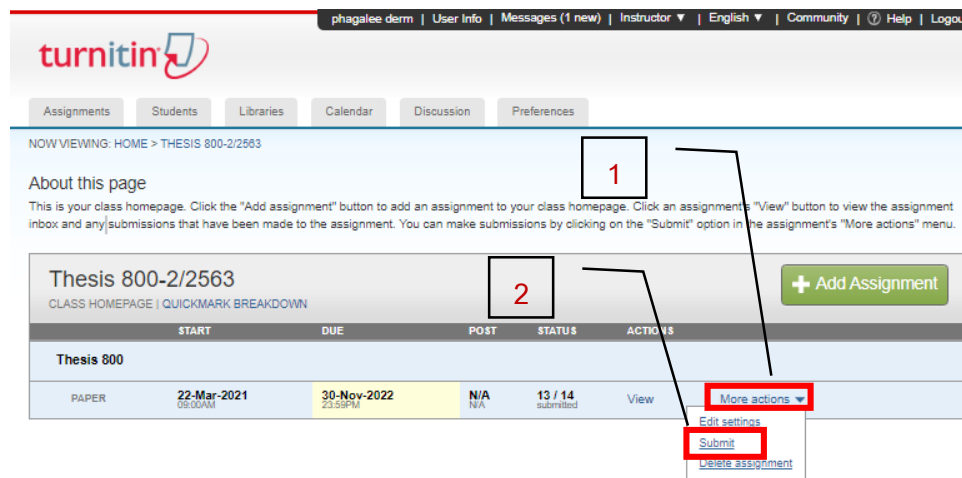 phagalee derm | User Info | Messages (1 new) | Instructor ▼ | English ▼ | Community | ? Help |
turnitin
Assignments Students Libraries Calendar Discussion Preferences
NOW VIEWING: HOME > THESIS 800-2/2563
1
About this page
This is your class homepage. Click the "Add assignment" button to add an assignment to your class homepage. Click an assignment's "View" button to view the assignment
inbox and any submissions that have been made to the assignment. You can make submissions by clicking on the "Submit" option in the assignment's "More actions" menu.
2
Thesis 800-2/2563
+ Add Assignment
CLASS HOMEPAGE | QUICKMARK BREAKDOWN
START DUE POST STATUS ACTIONS
Thesis 800
PAPER 22-Mar-2021 30-Nov-2022 N/A 13 / 14 View More actions ▼
09:00AM 23:59PM N/A submitted
Edit settings
Submit
Delete assignment